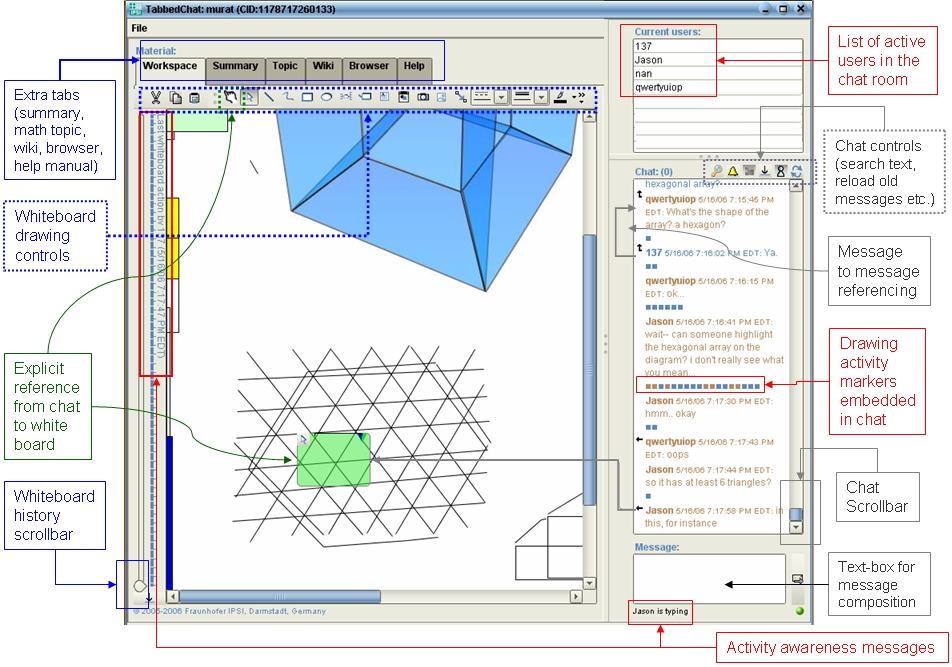 TabbedChat: murat (CID:1178717260133)
File
Material:
Workspace Summary Topic Wiki Browser Help
Current users:
137
Jason
nan
qwertyuiop
List of active
users in the
chat room
Extra tabs
(summary,
math topic,
wiki, browser,
help manual)
Last whiteboard action by 137 (5/16/06 7:17:47 PM EDT)
Whiteboard
drawing
controls
Explicit
reference
from chat
to white
board
Whiteboard
history
scrollbar
Chat: (0)
hexagonal array?
qwertyuiop 5/16/06 7:15:45 PM
EDT: What's the shape of the
array? a hexagon?
137 5/16/06 7:16:02 PM EDT: Ya.
qwertyuiop 5/16/06 7:16:15 PM
EDT: ok...
Jason 5/16/06 7:16:41 PM EDT:
wait-- can someone highlight
the hexagonal array on the
diagram? i don't really see what
you mean...
Jason 5/16/06 7:17:30 PM EDT:
hmm.. okay
qwertyuiop 5/16/06 7:17:43 PM
EDT: oops
Jason 5/16/06 7:17:44 PM EDT:
so it has at least 6 triangles?
Jason 5/16/06 7:17:58 PM EDT: in
this, for instance
Chat controls
(search text,
reload old
messages etc.)
Message
to message
referencing
Drawing
activity
markers
embedded
in chat
Chat
Scrollbar
Message:
Text-box for
message
composition
© 2005-2006 Fraunhofer IPSI, Darmstadt, Germany
Jason is typing
Activity awareness messages